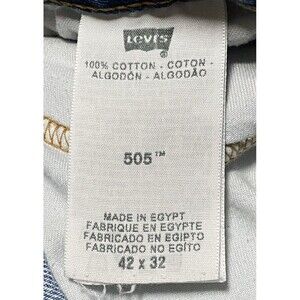 Levi's
®
100% COTTON - COTON -
ALGODÓN - ALGODÃO
505™
MADE IN EGYPT
FABRIQUE EN EGYPTE
FABRICADO EN EGIPTO
FABRICADO NO EGÍTO
42 x 32